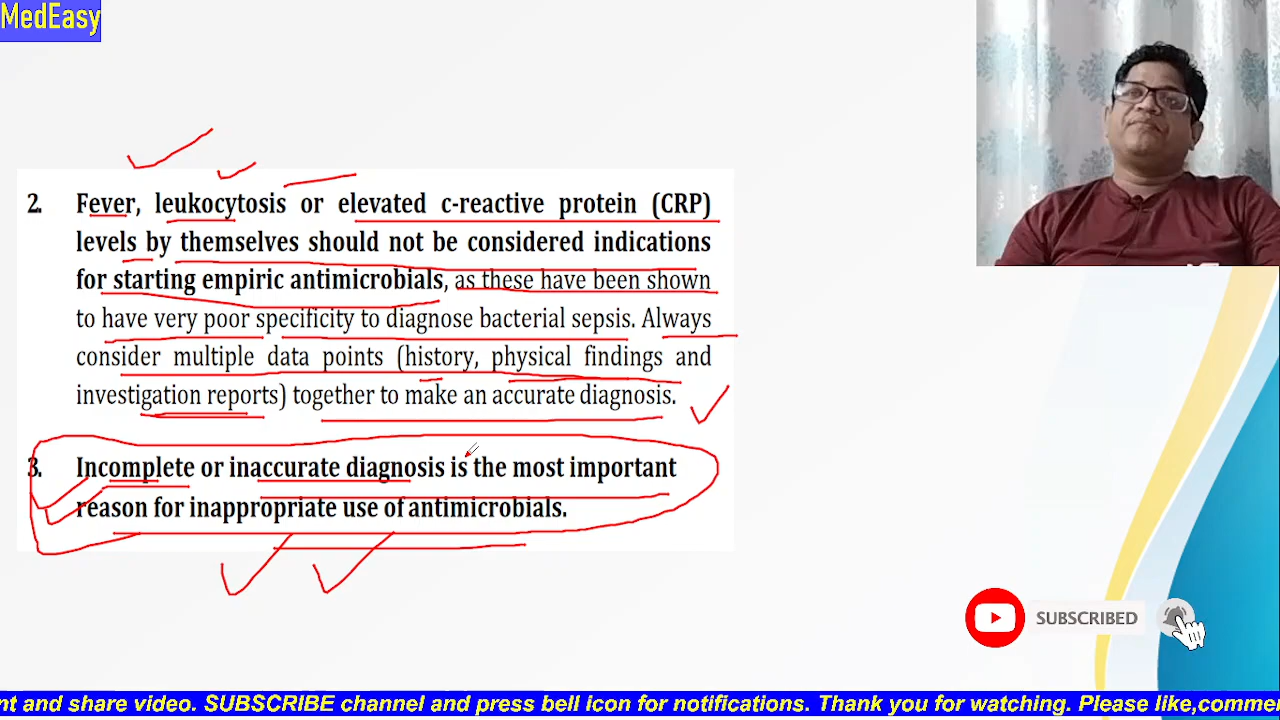 MedEasy
2. Fever, leukocytosis or elevated c-reactive protein (CRP)
levels by themselves should not be considered indications
for starting empiric antimicrobials, as these have been shown
to have very poor specificity to diagnose bacterial sepsis. Always
consider multiple data points (history, physical findings and
investigation reports) together to make an accurate diagnosis.
3. Incomplete or inaccurate diagnosis is the most important
reason for inappropriate use of antimicrobials.
SUBSCRIBED
nt and share video. SUBSCRIBE channel and press bell icon for notifications. Thank you for watching. Please like,comme